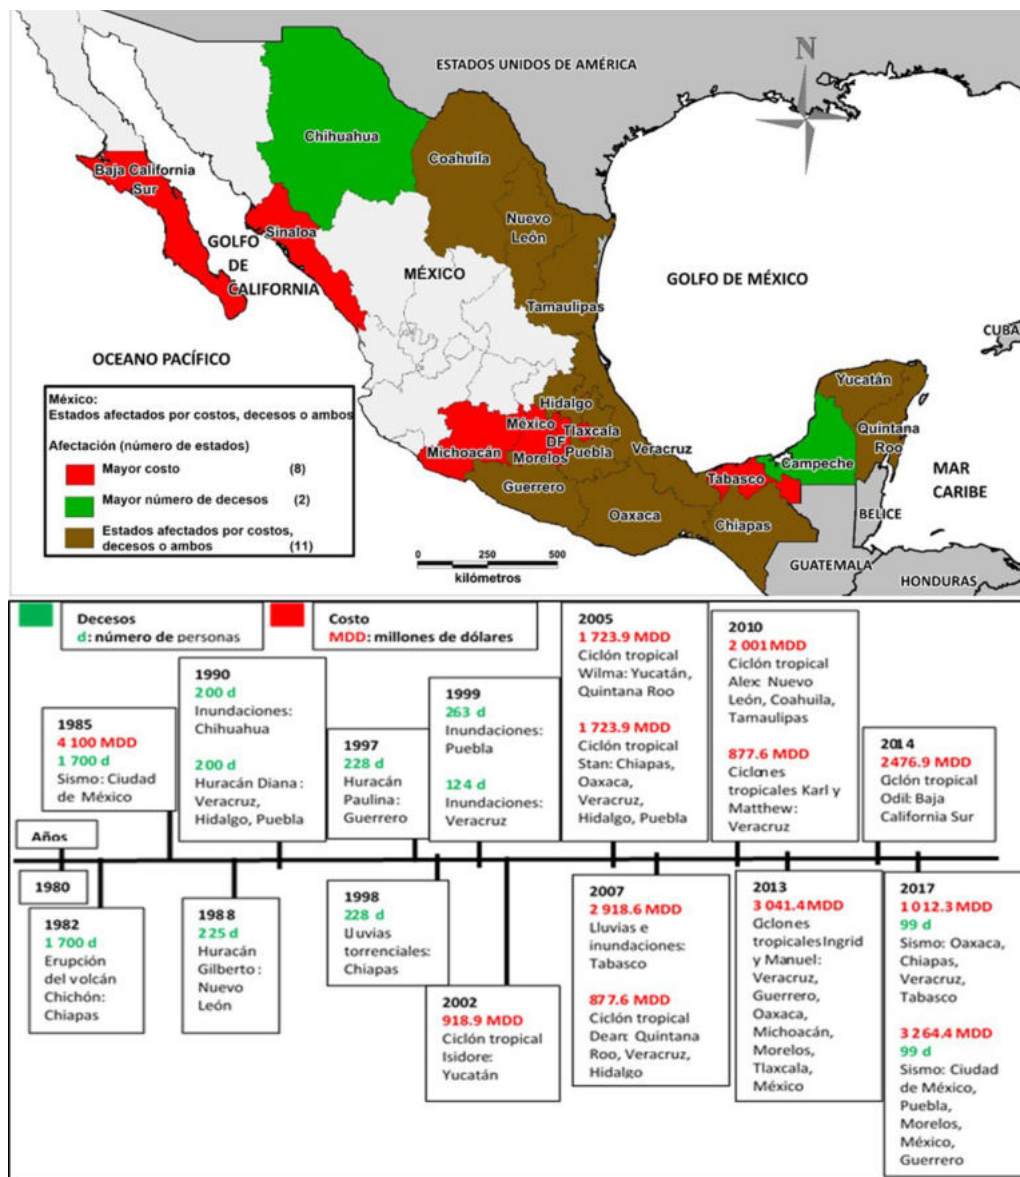 ESTADOS UNIDOS DE AMÉRICA
N
Chihuahua
Coahuila
Baja California
Sur
Nuevo
León
Sinaloa
GOLFO
DE
CALIFORNIA
MÉXICO
GOLFO DE MÉXICO
Tamaulipas
CUBA
OCEANO PACÍFICO
Yucatán
Hidalgo
Quintana
Roo
México
Tlaxcala
DF
Michoacán
Morelos
Puebla
Veracruz
Campeche
Tabasco
Guerrero
MAR
CARIBE
Oaxaca
BELICE
Chiapas
GUATEMALA
HONDURAS
México:
Estados afectados por costos, decesos o ambos
Afectación (número de estados)
Mayor costo (8)
Mayor número de decesos (2)
Estados afectados por costos,
decesos o ambos (11)
0 250 500
kilómetros
Decesos
d: número de personas
Costo
MDD: millones de dólares
1985
4 100 MDD
1 700 d
Sismo: Ciudad
de México
1990
200 d
Inundaciones:
Chihuahua
200 d
Huracán Diana:
Veracruz,
Hidalgo, Puebla
1997
228 d
Huracán
Paulina:
Guerrero
1999
263 d
Inundaciones:
Puebla
124 d
Inundaciones:
Veracruz
2005
1 723.9 MDD
Ciclón tropical
Wilma: Yucatán,
Quintana Roo
1723.9 MDD
Ciclón tropical
Stan: Chiapas,
Oaxaca,
Veracruz,
Hidalgo, Puebla
2010
2 001 MDD
Ciclón tropical
Alex: Nuevo
León, Coahuila,
Tamaulipas
877.6 MDD
Ciclones
tropicales Karl y
Matthew:
Veracruz
2014
2476.9 MDD
Gclón tropical
Odil: Baja
California Sur
Años
1980
1982
1 700 d
Erupción
del volcán
Chichón:
Chiapas
1988
225 d
Huracán
Gilberto:
Nuevo
León
1998
228 d
Lluvias
torrenciales:
Chiapas
2002
918.9 MDD
Ciclón tropical
Isidore:
Yucatán
2007
2 918.6 MDD
Lluvias e
inundaciones:
Tabasco
877.6 MDD
Ciclón tropical
Dean: Quintana
Roo, Veracruz,
Hidalgo
2013
3 041.4 MDD
Gclones
tropicales Ingrid
y Manuel:
Veracruz,
Guerrero,
Oaxaca,
Michoacán,
Morelos,
Tlaxcala,
México
2017
1 012.3 MDD
99 d
Sismo: Oaxaca,
Chiapas,
Veracruz,
Tabasco
3 264.4 MDD
99 d
Sismo: Ciudad
de México,
Puebla,
Morelos,
México,
Guerrero